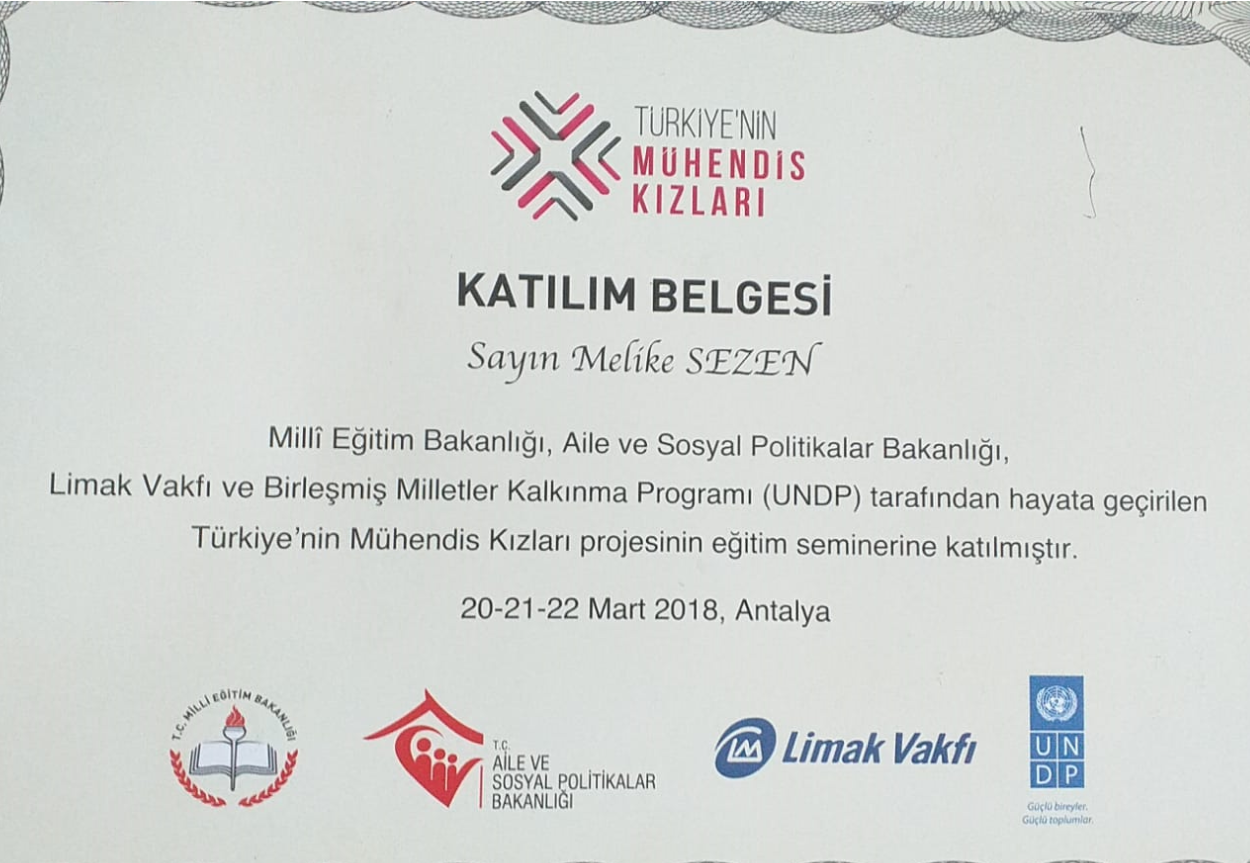 TÜRKİYE'NİN
MÜHENDİS
KIZLARI
KATILIM BELGESİ
Sayın Melike SEZEN
Millî Eğitim Bakanlığı, Aile ve Sosyal Politikalar Bakanlığı,
Limak Vakfı ve Birleşmiş Milletler Kalkınma Programı (UNDP) tarafından hayata geçirilen
Türkiye'nin Mühendis Kızları projesinin eğitim seminerine katılmıştır.
20-21-22 Mart 2018, Antalya
T.C. MİLLİ EĞİTİM BAKANLIĞI
T.C.
AİLE VE
SOSYAL POLİTİKALAR
BAKANLIĞI
Limak Vakfı
UN
DP
Güçlü bireyler.
Güçlü toplumlar.